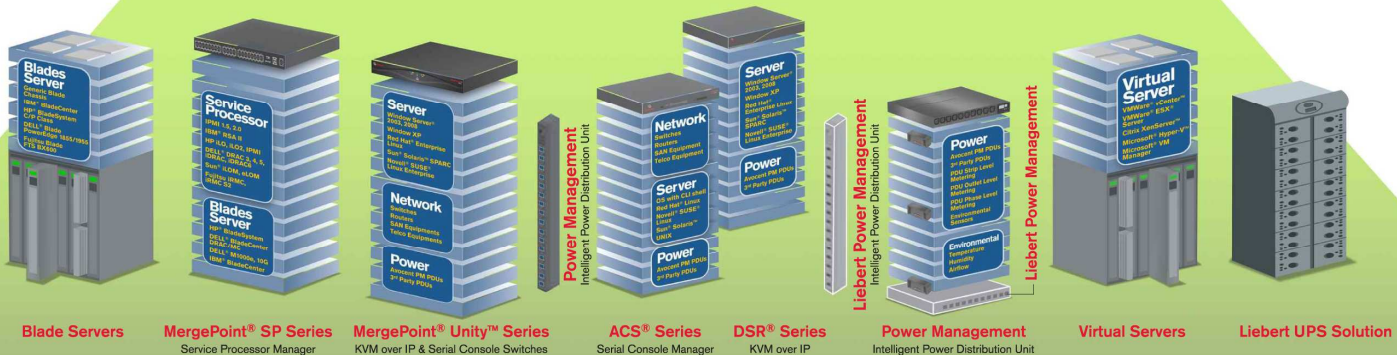 Blades
Server
Generic Blade
Chassis
IBM® BladeCenter
HP® BladeSystem
C/P Class
DELL® Blade
PowerEdge 1855/1955
Fujitsu Blade
FTS BX600
Service
Processor
IPMI 1.5, 2.0
IBM® RSA II
HP iLO, iLO2, IPMI
DELL® DRAC 3, 4, 5,
iDRAC, iDRAC6
Sun® iLOM, eLOM
Fujitsu iRMC,
iRMC S2
Blades
Server
HP® BladeSystem
DELL® BladeCenter
DRAC/MC
DELL® M1000e, 10G
IBM® BladeCenter
Server
Window Server®
2003, 2008
Window XP
Red Hat® Enterprise
Linux
Sun® Solaris™ SPARC
Novell® SUSE®
Linux Enterprise
Network
Switches
Routers
SAN Equipments
Telco Equipments
Power
Avocent PM PDUs
3rd Party PDUs
Power Management
Intelligent Power Distribution Unit
Network
Switches
Routers
SAN Equipment
Telco Equipment
Server
OS with CLI shell
Red Hat® Linux
Novell® SUSE®
Linux
Sun® Solaris™
UNIX
Power
Avocent PM PDUs
3rd Party PDUs
Server
Window Server®
2003, 2008
Window XP
Red Hat®
Enterprise Linux
Sun® Solaris™
SPARC
Novell® SUSE®
Linux Enterprise
Power
Avocent PM PDUs
3rd Party PDUs
Liebert Power Management
Intelligent Power Distribution Unit
Power
Avocent PM PDUs
3rd Party PDUs
PDU Strip Level
Metering
PDU Outlet Level
Metering
PDU Phase Level
Metering
Environmental
Sensors
Environmental
Temperature
Humidity
Airflow
Liebert Power Management
Virtual
Server
VMWare® vCenter™
VMWare® ESX®
Server
Citrix XenServer™
Microsoft® Hyper-V™
Microsoft® VM
Manager
Blade Servers
MergePoint® SP Series
Service Processor Manager
MergePoint® Unity™ Series
KVM over IP & Serial Console Switches
ACS® Series
Serial Console Manager
DSR® Series
KVM over IP
Power Management
Intelligent Power Distribution Unit
Virtual Servers
Liebert UPS Solution